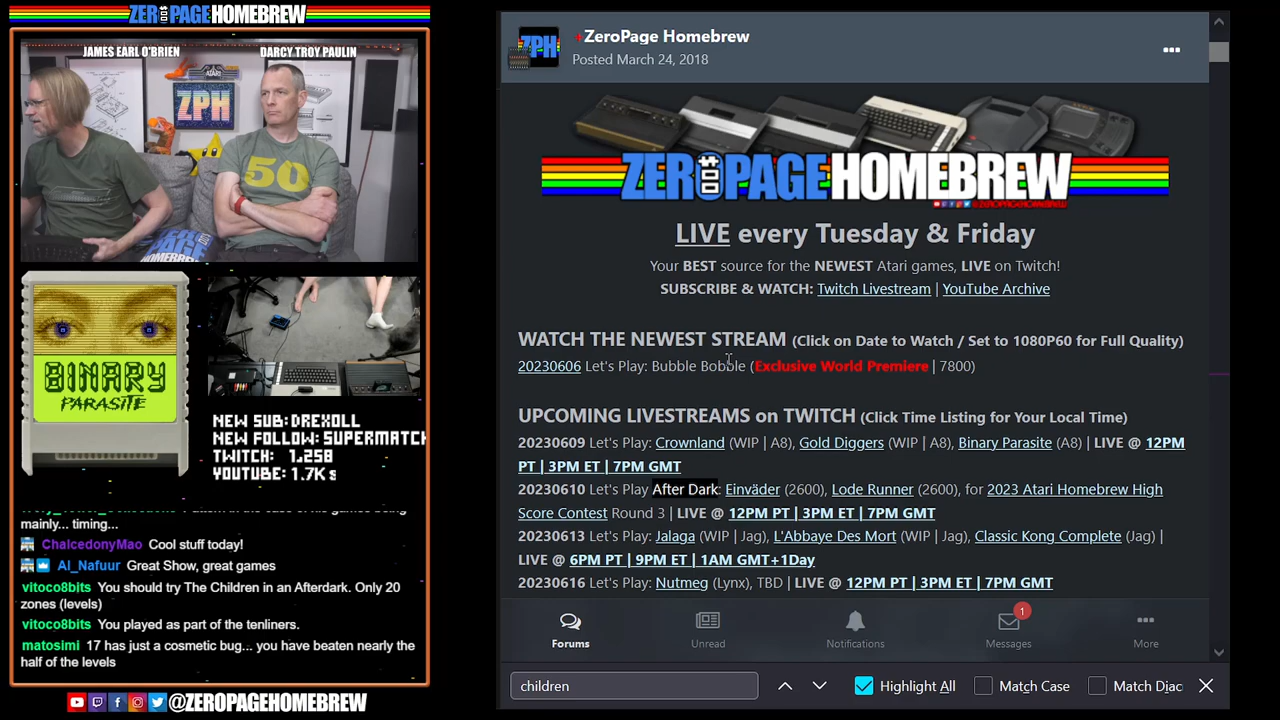 ZEROPAGEHOMEBREW
JAMES EARL O'BRIEN
DARCY TROY PAULIN
ATARI
ZPH
50
BINARY
PARASITE
NEW SUB: DREXOLL
NEW FOLLOW: SUPERMATCH
TWITCH: 1.258
YOUTUBE: 1.7K s
mainly... timing...
ChalcedonyMao Cool stuff today!
Al_Nafuur Great Show, great games
vitoco8bits You should try The Children in an Afterdark. Only 20
zones (levels)
vitoco8bits You played as part of the tenliners.
matosimi 17 has just a cosmetic bug... you have beaten nearly the
half of the levels
@ZEROPAGEHOMEBREW
ZPH
+ZeroPage Homebrew
Posted March 24, 2018
ZEROPAGEHOMEBREW
LIVE every Tuesday & Friday
Your BEST source for the NEWEST Atari games, LIVE on Twitch!
SUBSCRIBE & WATCH: Twitch Livestream | YouTube Archive
WATCH THE NEWEST STREAM (Click on Date to Watch / Set to 1080P60 for Full Quality)
20230606 Let's Play: Bubble Bobble (Exclusive World Premiere | 7800)
UPCOMING LIVESTREAMS on TWITCH (Click Time Listing for Your Local Time)
20230609 Let's Play: Crownland (WIP | A8), Gold Diggers (WIP | A8), Binary Parasite (A8) | LIVE @ 12PM
PT | 3PM ET | 7PM GMT
20230610 Let's Play After Dark: Einväder (2600), Lode Runner (2600), for 2023 Atari Homebrew High
Score Contest Round 3 | LIVE @ 12PM PT | 3PM ET | 7PM GMT
20230613 Let's Play: Jalaga (WIP | Jag), L'Abbaye Des Mort (WIP | Jag), Classic Kong Complete (Jag) |
LIVE @ 6PM PT | 9PM ET | 1AM GMT+1Day
20230616 Let's Play: Nutmeg (Lynx), TBD | LIVE @ 12PM PT | 3PM ET | 7PM GMT
1
Forums
Unread
Notifications
Messages
More
children
Highlight All
Match Case
Match Diac